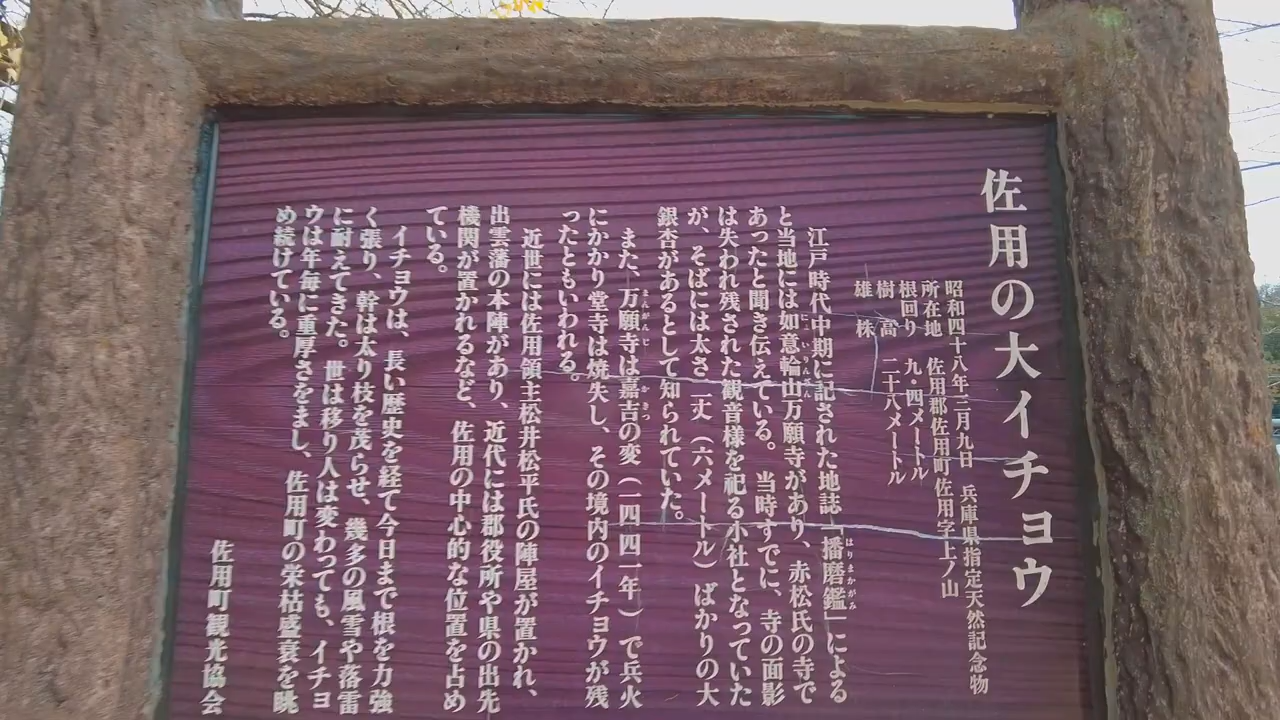 佐用の大イチョウ
昭和四十八年三月九日 兵庫県指定天然記念物
所在地 佐用郡佐用町佐用字上ノ山
根回り 九・四メートル
樹高 二十八メートル
雄株
江戸時代中期に記された地誌「播磨鑑」による
と当地には如意輪山万願寺があり、赤松氏の寺で
あったと聞き伝えている。当時すでに、寺の面影
は失われ残された観音様を祀る小社となっていた
が、そばには太さ二丈(六メートル)ばかりの大
銀杏があるとして知られていた。
また、万願寺は嘉吉の変(一四四一年)で兵火
にかかり堂寺は焼失し、その境内のイチョウが残
ったともいわれる。
近世には佐用領主松井松平氏の陣屋が置かれ、
出雲藩の本陣があり、近代には郡役所や県の出先
機関が置かれるなど、佐用の中心的な位置を占め
ている。
イチョウは、長い歴史を経て今日まで根を力強
く張り、幹は太り枝を茂らせ、幾多の風雪や落雷
に耐えてきた。世は移り人は変わっても、イチョ
ウは年毎に重厚さをまし、佐用町の栄枯盛衰を眺
め続けている。
佐用町観光協会